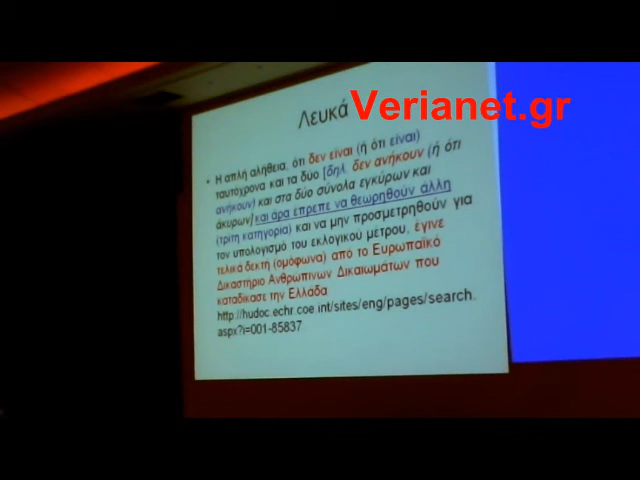 Λευκά
Verianet.gr
• Η απλή αλήθεια, ότι δεν είναι (ή ότι είναι)
ταυτόχρονα και τα δυο [δηλ. δεν ανήκουν (ή ότι
ανήκουν) και στα δύο σύνολα εγκύρων και
άκυρων] και άρα έπρεπε να θεωρηθούν άλλη
(τρίτη κατηγορία) και να μην προσμετρηθούν για
τον υπολογισμό του εκλογικού μέτρου, έγινε
τελικά δεκτή (ομόφωνα) από το Ευρωπαϊκό
Δικαστήριο Ανθρωπίνων Δικαιωμάτων που
καταδίκασε την Ελλάδα
http://hudoc.echr.coe.int/sites/eng/pages/search.
aspx?i=001-85837